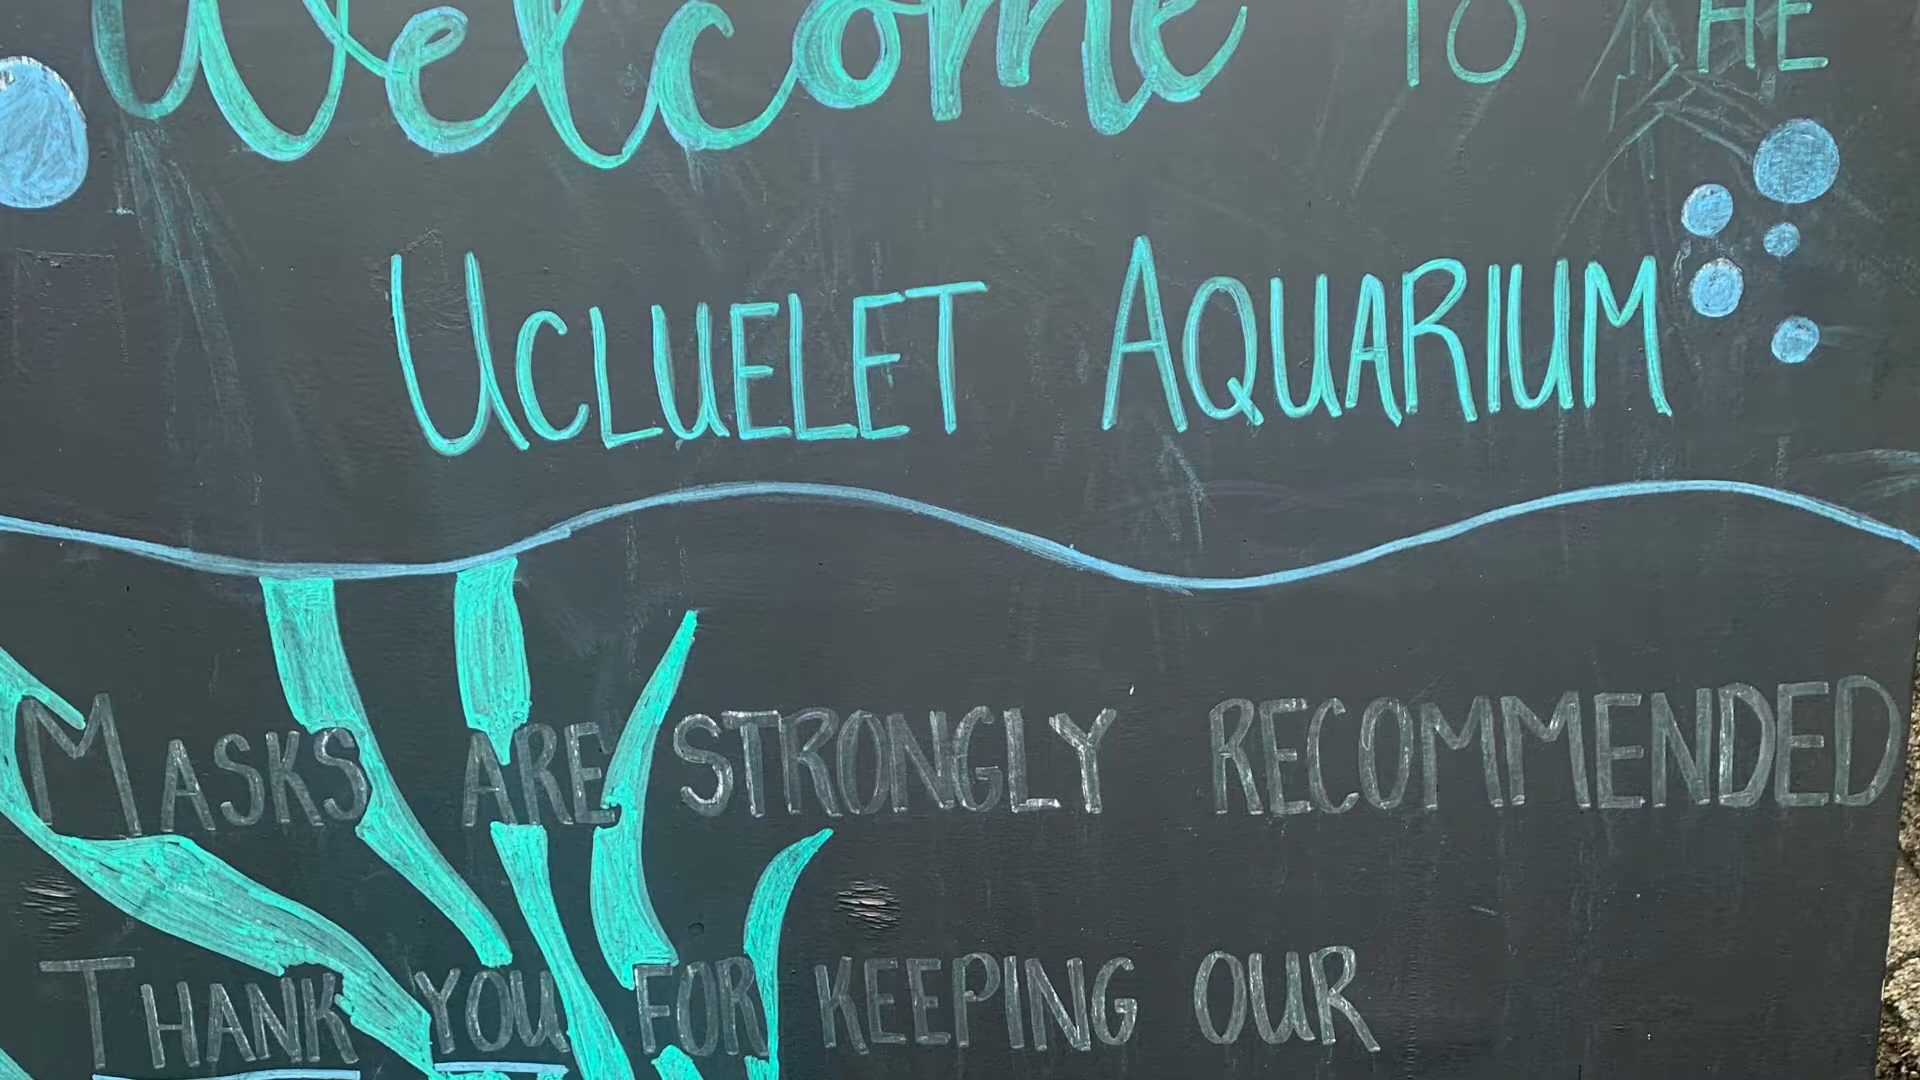 Welcome TO THE
UCLUELET AQUARIUM
MASKS ARE STRONGLY RECOMMENDED
THANK YOU FOR KEEPING OUR